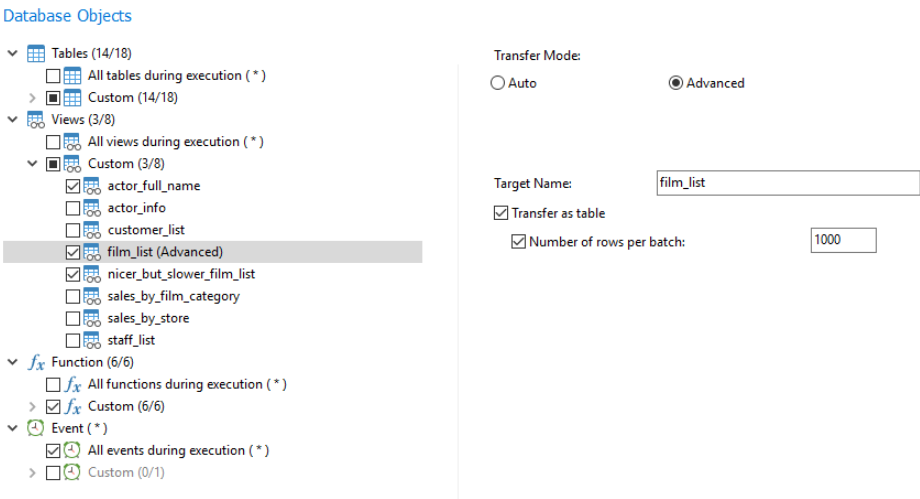 Database Objects
Tables (14/18)
All tables during execution ( * )
Custom (14/18)
Views (3/8)
All views during execution ( * )
Custom (3/8)
actor_full_name
actor_info
customer_list
film_list (Advanced)
nicer_but_slower_film_list
sales_by_film_category
sales_by_store
staff_list
fx Function (6/6)
fx All functions during execution ( * )
fx Custom (6/6)
Event ( * )
All events during execution ( * )
Custom (0/1)
Transfer Mode:
Auto Advanced
Target Name: film_list
Transfer as table
Number of rows per batch: 1000